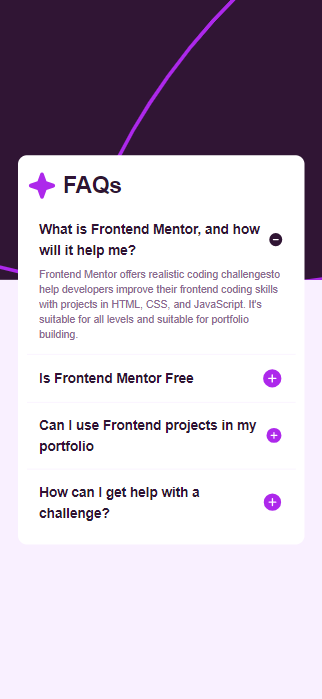 FAQs
What is Frontend Mentor, and how
will it help me?
Frontend Mentor offers realistic coding challengesto
help developers improve their frontend coding skills
with projects in HTML, CSS, and JavaScript. It's
suitable for all levels and suitable for portfolio
building.
Is Frontend Mentor Free
Can I use Frontend projects in my
portfolio
How can I get help with a
challenge?